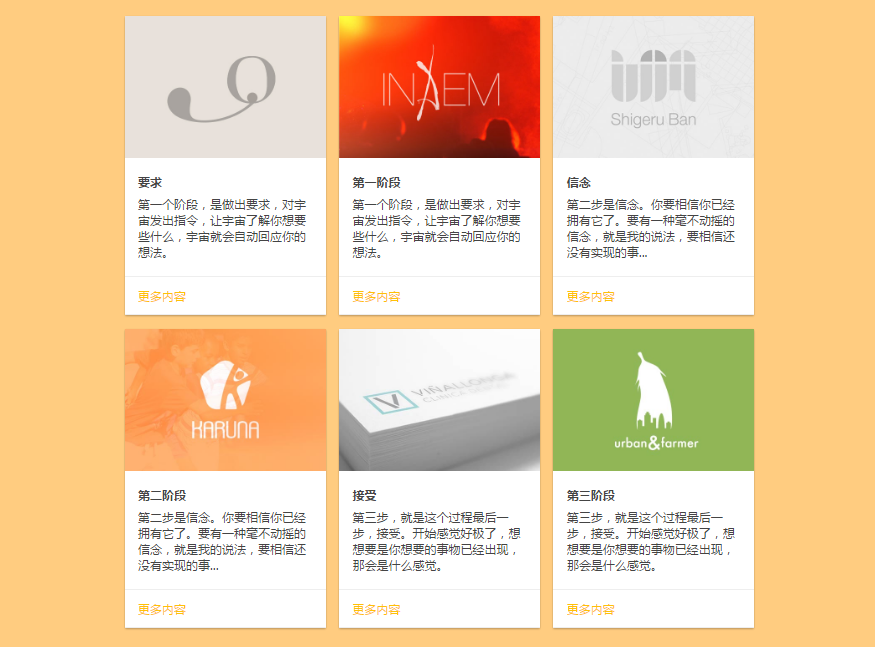 INAEM
Shigeru Ban
要求
第一个阶段，是做出要求，对宇
宙发出指令，让宇宙了解你想要
些什么，宇宙就会自动回应你的
想法。
更多内容
第一阶段
第一个阶段，是做出要求，对宇
宙发出指令，让宇宙了解你想要
些什么，宇宙就会自动回应你的
想法。
更多内容
信念
第二步是信念。你要相信你已经
拥有它了。要有一种毫不动摇的
信念，就是我的说法，要相信还
没有实现的事...
更多内容
KARUNA
VIÑALLONGA
CLINICA DENTAL
urban&farmer
第二阶段
第二步是信念。你要相信你已经
拥有它了。要有一种毫不动摇的
信念，就是我的说法，要相信还
没有实现的事...
更多内容
接受
第三步，就是这个过程最后一
步，接受。开始感觉好极了，想
想要是你想要的事物已经出现，
那会是什么感觉。
更多内容
第三阶段
第三步，就是这个过程最后一
步，接受。开始感觉好极了，想
想要是你想要的事物已经出现，
那会是什么感觉。
更多内容